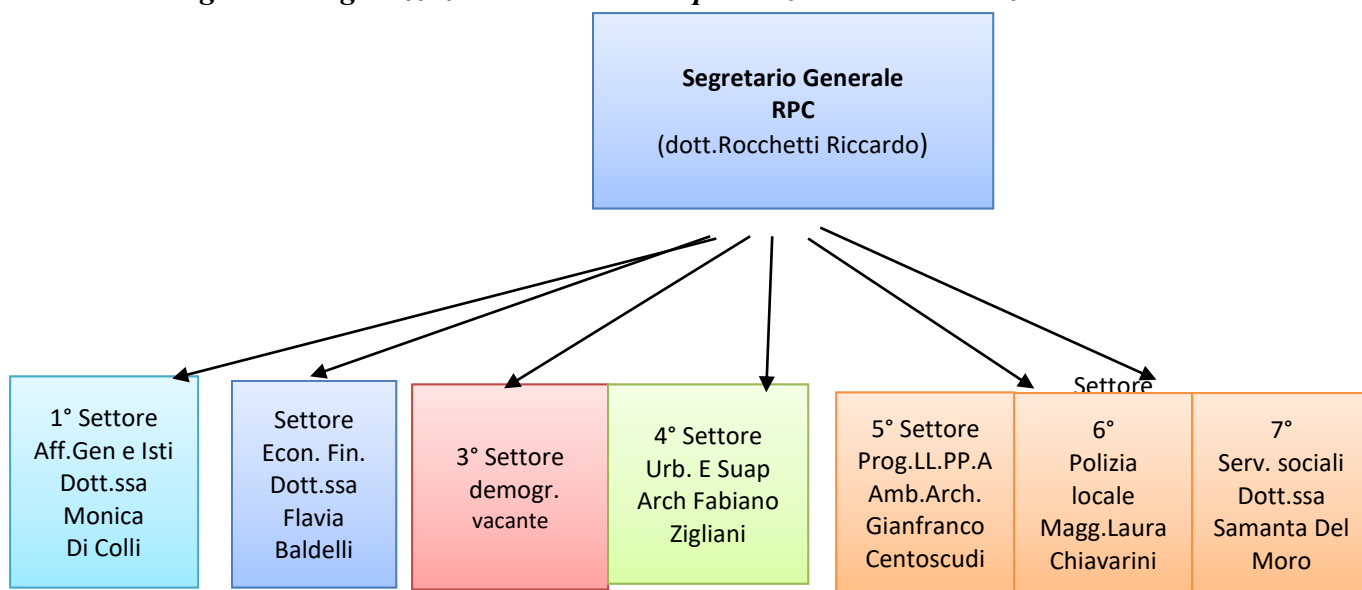 Segretario Generale
RPC
(dott.Rocchetti Riccardo)
1° Settore
Aff.Gen e Isti
Dott.ssa
Monica
Di Colli
Settore
Econ. Fin.
Dott.ssa
Flavia
Baldelli
3° Settore
demogr.
vacante
4° Settore
Urb. E Suap
Arch Fabiano
Zigliani
5° Settore
Prog.LL.PP.A
Amb.Arch.
Gianfranco
Centoscudi
Settore
6°
Polizia
locale
Magg.Laura
Chiavarini
7°
Serv. sociali
Dott.ssa
Samanta Del
Moro